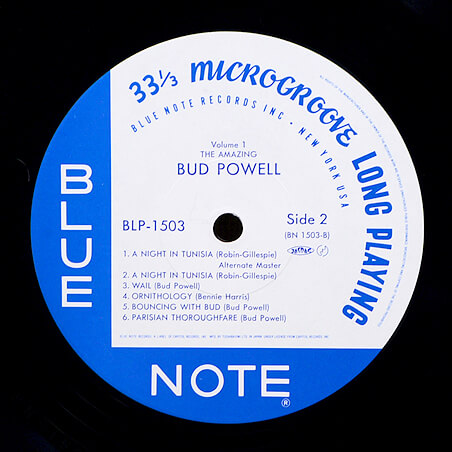 33 1/3 MICROGROOVE LONG PLAYING
BLUE NOTE RECORDS INC • NEW YORK USA
Volume 1
THE AMAZING
BUD POWELL
BLP-1503
Side 2
(BN 1503-B)
1. A NIGHT IN TUNISIA (Robin-Gillespie)
Alternate Master
2. A NIGHT IN TUNISIA (Robin-Gillespie)
3. WAIL (Bud Powell)
4. ORNITHOLOGY (Bennie Harris)
5. BOUNCING WITH BUD (Bud Powell)
6. PARISIAN THOROUGHFARE (Bud Powell)
BLUE
NOTE
®